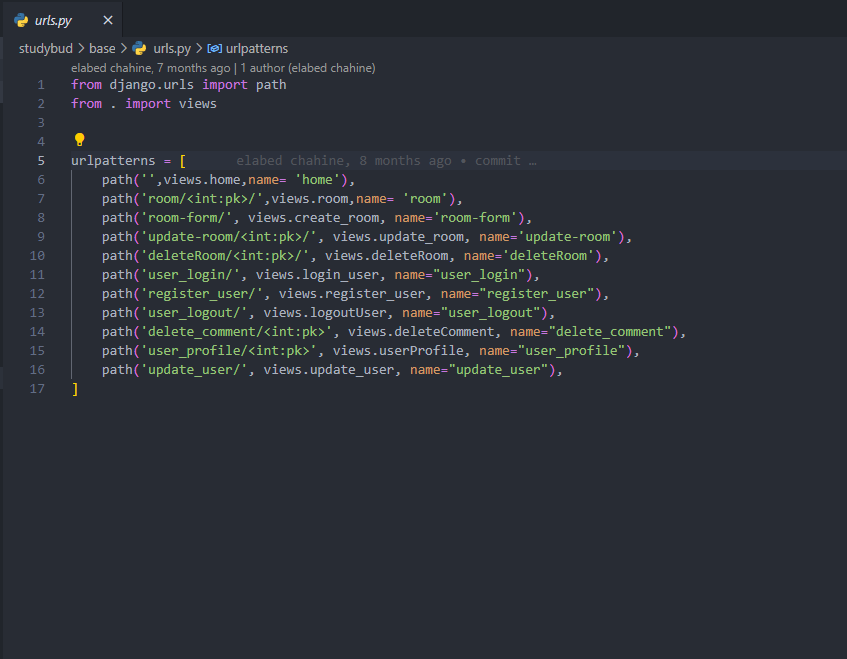 urls.py
studybud > base > urls.py > urlpatterns
elabed chahine, 7 months ago | 1 author (elabed chahine)
1 from django.urls import path
2 from . import views
3
4
5 urlpatterns = [ elabed chahine, 8 months ago • commit …
6 path('',views.home,name= 'home'),
7 path('room/<int:pk>/',views.room,name= 'room'),
8 path('room-form/', views.create_room, name='room-form'),
9 path('update-room/<int:pk>/', views.update_room, name='update-room'),
10 path('deleteRoom/<int:pk>/', views.deleteRoom, name='deleteRoom'),
11 path('user_login/', views.login_user, name="user_login"),
12 path('register_user/', views.register_user, name="register_user"),
13 path('user_logout/', views.logoutUser, name="user_logout"),
14 path('delete_comment/<int:pk>', views.deleteComment, name="delete_comment"),
15 path('user_profile/<int:pk>', views.userProfile, name="user_profile"),
16 path('update_user/', views.update_user, name="update_user"),
17 ]